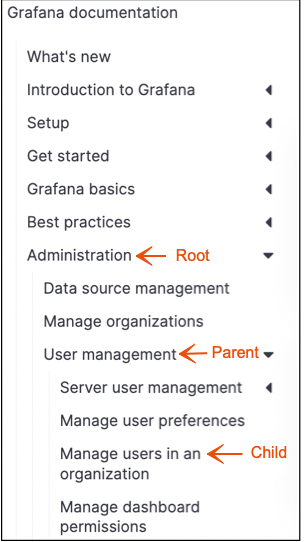 Grafana documentation
What's new
Introduction to Grafana
Setup
Get started
Grafana basics
Best practices
Administration Root
Data source management
Manage organizations
User management Parent
Server user management
Manage user preferences
Manage users in an Child
organization
Manage dashboard
permissions